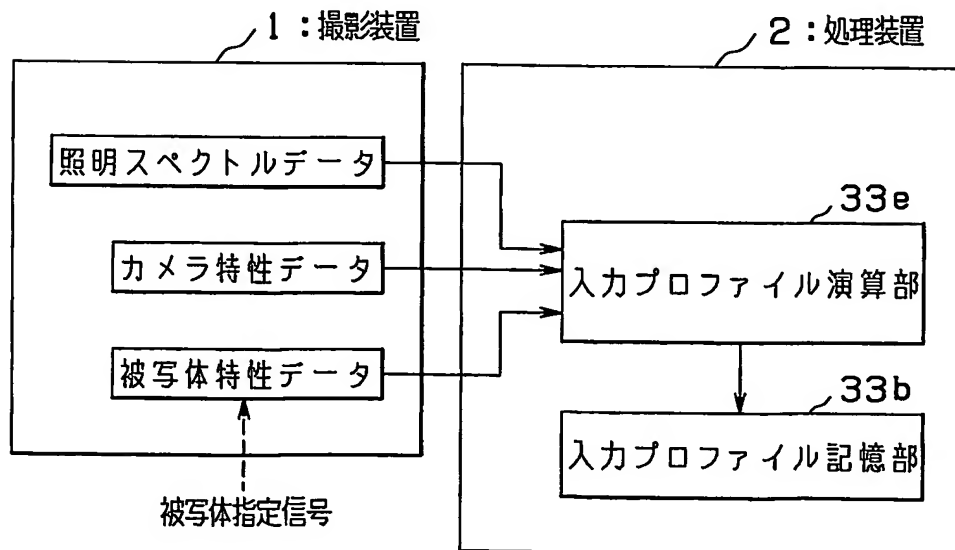 1：撮影装置
2：処理装置
照明スペクトルデータ
33e
カメラ特性データ
入力プロファイル演算部
被写体特性データ
33b
入力プロファイル記憶部
被写体指定信号